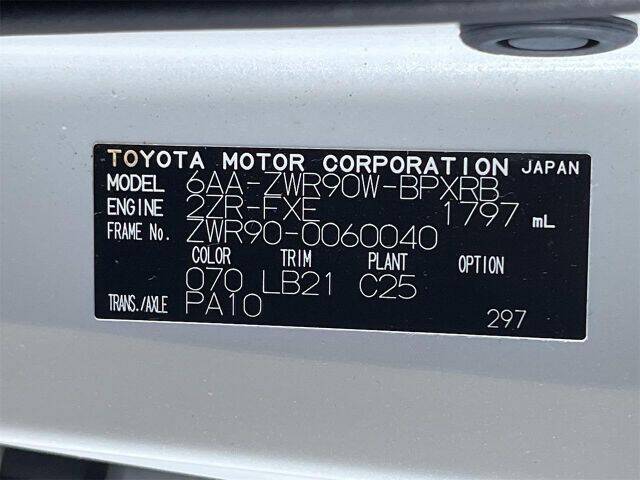 TOYOTA MOTOR CORPORATION JAPAN
MODEL 6AA-ZWR90W-BPXRB
ENGINE 2ZR-FXE 1797 mL
FRAME No. ZWR90-0060040
COLOR TRIM PLANT OPTION
070 LB21 C25
TRANS./AXLE PA10 297